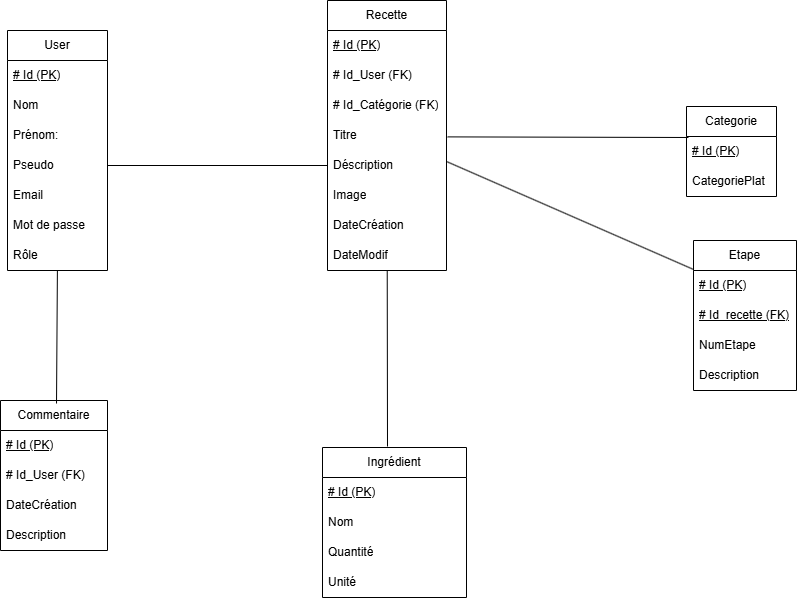 User
# Id (PK)
Nom
Prénom:
Pseudo
Email
Mot de passe
Rôle
Recette
# Id (PK)
# Id_User (FK)
# Id_Catégorie (FK)
Titre
Déscription
Image
DateCréation
DateModif
Categorie
# Id (PK)
CategoriePlat
Etape
# Id (PK)
# Id_recette (FK)
NumEtape
Description
Commentaire
# Id (PK)
# Id_User (FK)
DateCréation
Description
Ingrédient
# Id (PK)
Nom
Quantité
Unité